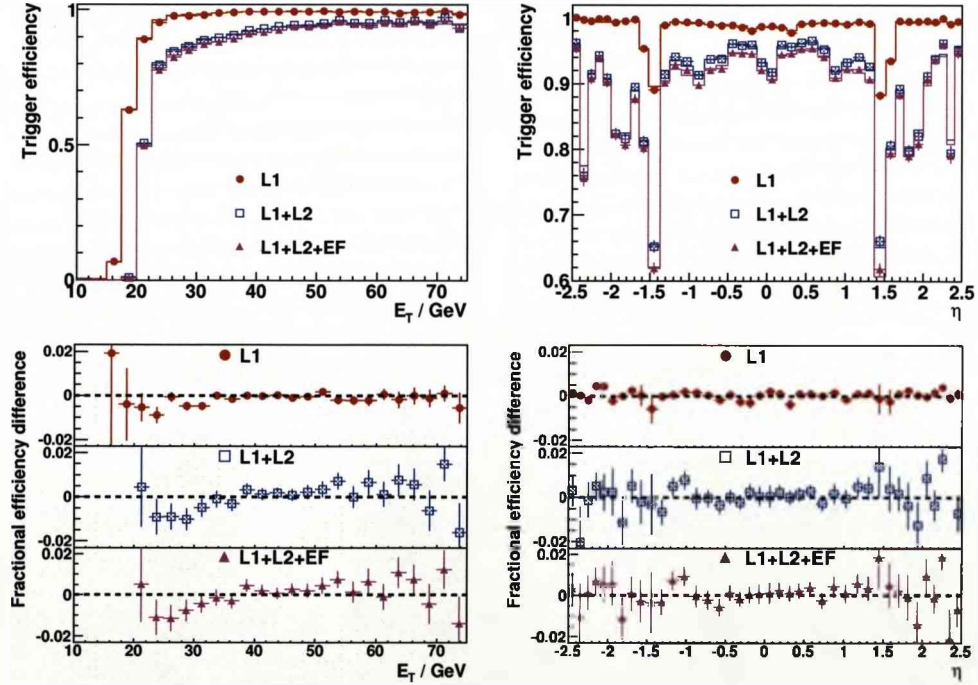 Trigger efficiency
1
0.5
0
L1
L1+L2
L1+L2+EF
10 20 30 40 50 60 70
E_T / GeV
Trigger efficiency
1
0.9
0.8
0.7
0.6
L1
L1+L2
L1+L2+EF
-2.5 -2 -1.5 -1 -0.5 0 0.5 1 1.5 2 2.5
η
Fractional efficiency difference
0.02
0
-0.02
L1
0.02
0
-0.02
L1+L2
0.02
0
-0.02
L1+L2+EF
10 20 30 40 50 60 70
E_T / GeV
Fractional efficiency difference
0.02
0
-0.02
L1
0.02
0
-0.02
L1+L2
0.02
0
-0.02
L1+L2+EF
-2.5 -2 -1.5 -1 -0.5 0 0.5 1 1.5 2 2.5
η